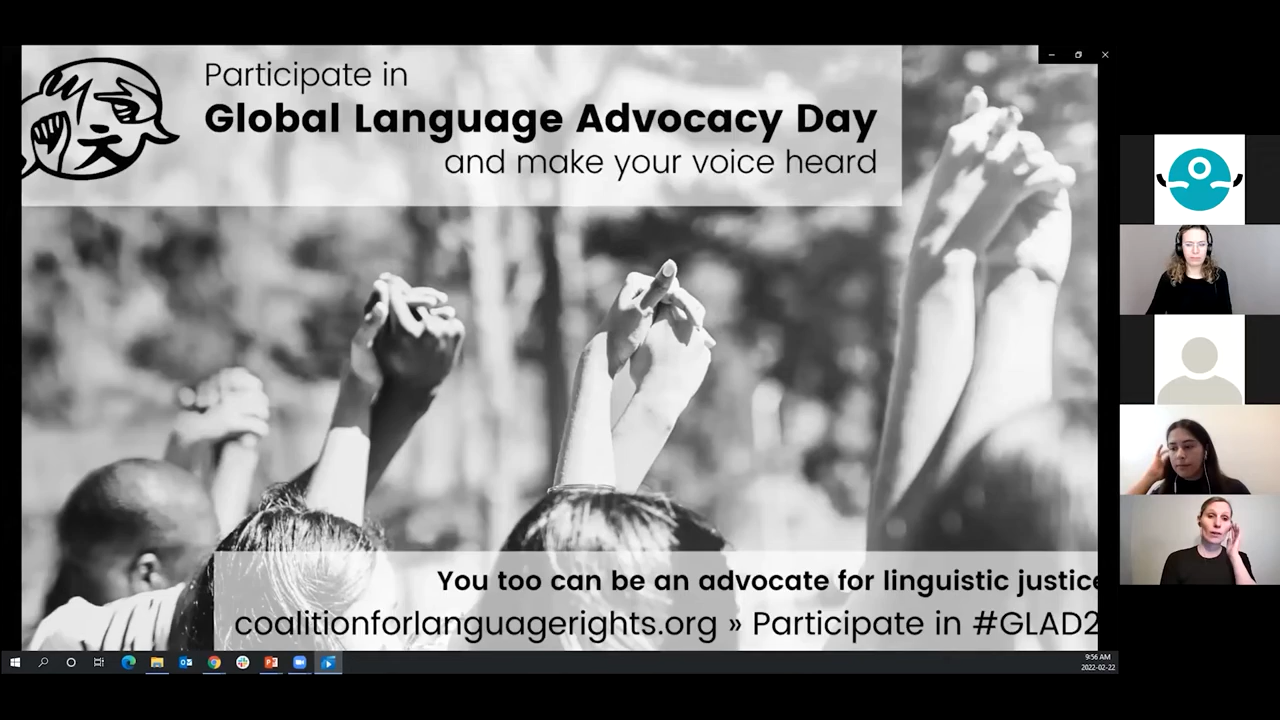 Participate in
Global Language Advocacy Day
and make your voice heard
You too can be an advocate for linguistic justice
coalitionforlanguagerights.org » Participate in #GLAD2
9:56 AM
2022-02-22